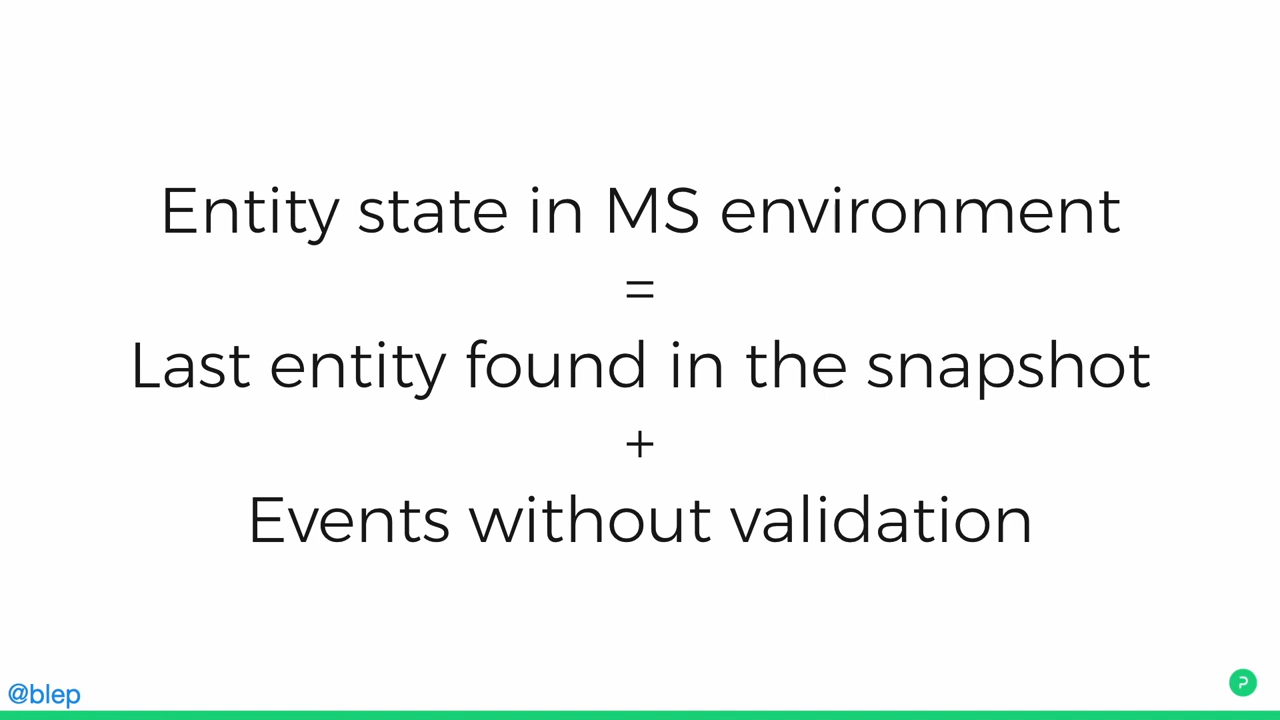 Entity state in MS environment
=
Last entity found in the snapshot
+
Events without validation
@blep